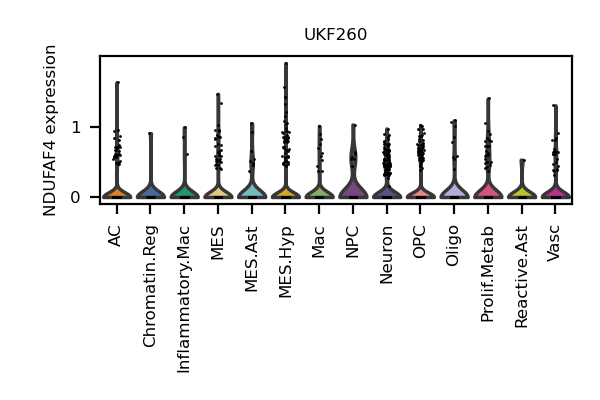 UKF260
NDUFAF4 expression
1
0
AC
Chromatin.Reg
Inflammatory.Mac
MES
MES.Ast
MES.Hyp
Mac
NPC
Neuron
OPC
Oligo
Prolif.Metab
Reactive.Ast
Vasc